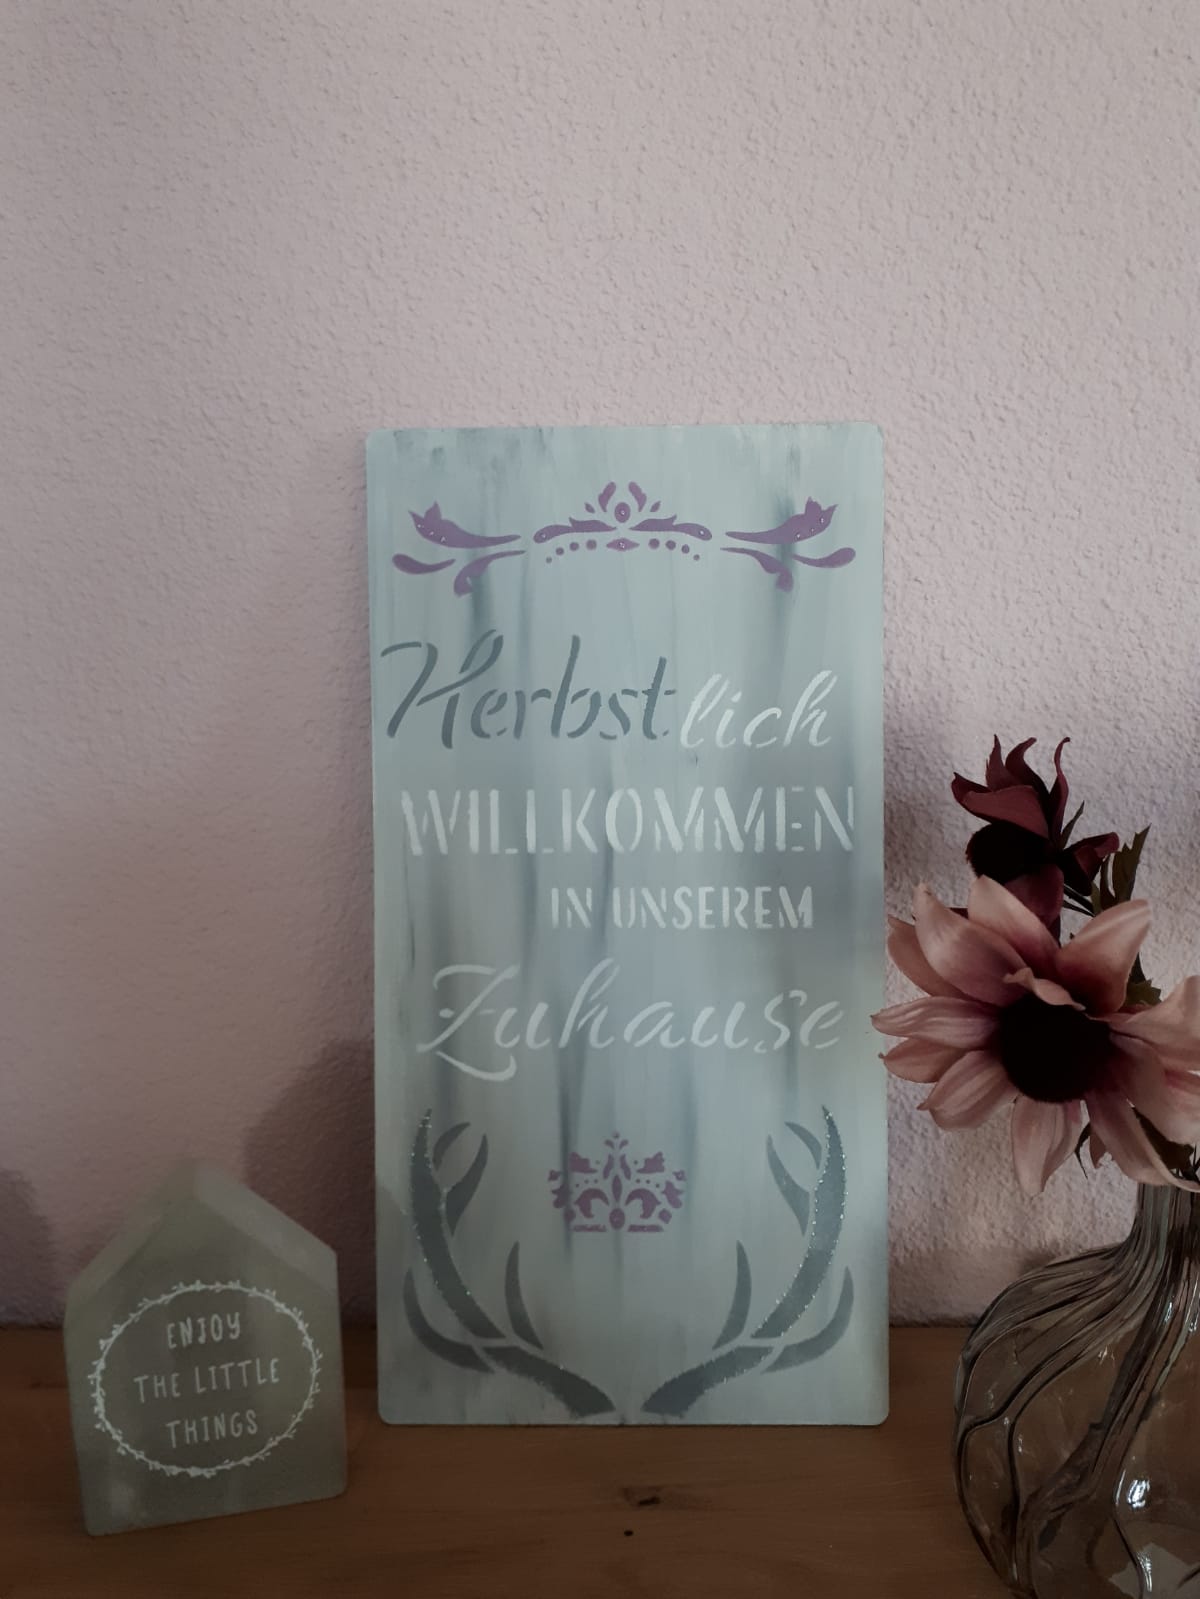 Herbstlich
WILLKOMMEN
IN UNSEREM
Zuhause
ENJOY
THE LITTLE
THINGS